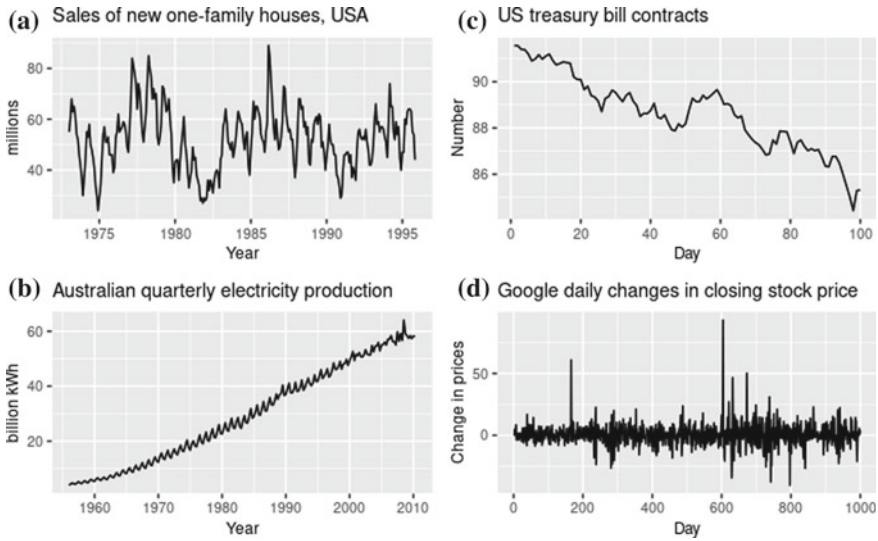 (a) Sales of new one-family houses, USA
millions
80
60
40
1975 1980 1985 1990 1995
Year
(c) US treasury bill contracts
Number
90
88
86
0 20 40 60 80 100
Day
(b) Australian quarterly electricity production
billion kWh
60
40
20
1960 1970 1980 1990 2000 2010
Year
(d) Google daily changes in closing stock price
Change in prices
50
0
0 200 400 600 800 1000
Day